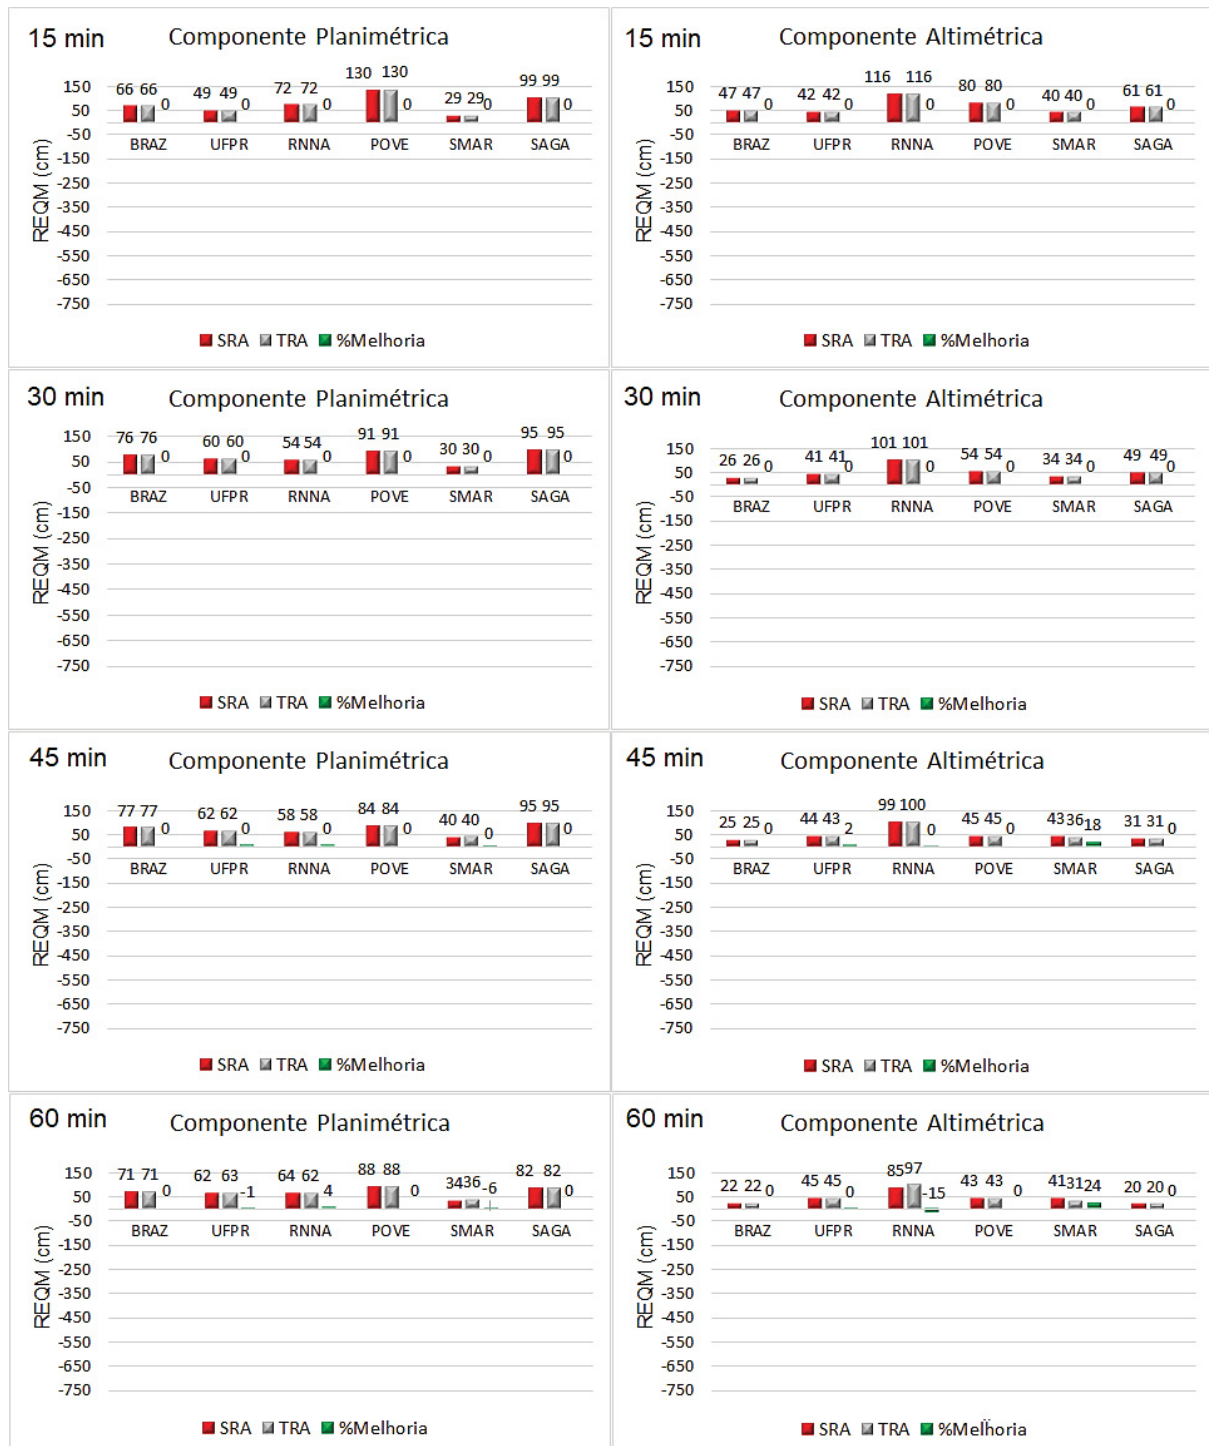 15 min Componente Planimétrica
66 66 0 49 49 0 72 72 0 130 130 0 29 29 0 99 99 0
150
50
-50
-150
-250
-350
-450
-550
-650
-750
REQM (cm)
BRAZ UFPR RNNA POVE SMAR SAGA
SRA TRA %Melhoria
15 min Componente Altimétrica
47 47 0 42 42 0 116 116 0 80 80 0 40 40 0 61 61 0
150
50
-50
-150
-250
-350
-450
-550
-650
-750
REQM (cm)
BRAZ UFPR RNNA POVE SMAR SAGA
SRA TRA %Melhoria
30 min Componente Planimétrica
76 76 0 60 60 0 54 54 0 91 91 0 30 30 0 95 95 0
150
50
-50
-150
-250
-350
-450
-550
-650
-750
REQM (cm)
BRAZ UFPR RNNA POVE SMAR SAGA
SRA TRA %Melhoria
30 min Componente Altimétrica
26 26 0 41 41 0 101 101 0 54 54 0 34 34 0 49 49 0
150
50
-50
-150
-250
-350
-450
-550
-650
-750
REQM (cm)
BRAZ UFPR RNNA POVE SMAR SAGA
SRA TRA %Melhoria
45 min Componente Planimétrica
77 77 0 62 62 0 58 58 0 84 84 0 40 40 0 95 95 0
150
50
-50
-150
-250
-350
-450
-550
-650
-750
REQM (cm)
BRAZ UFPR RNNA POVE SMAR SAGA
SRA TRA %Melhoria
45 min Componente Altimétrica
25 25 0 44 43 2 99 100 0 45 45 0 43 36 18 31 31 0
150
50
-50
-150
-250
-350
-450
-550
-650
-750
REQM (cm)
BRAZ UFPR RNNA POVE SMAR SAGA
SRA TRA %Melhoria
60 min Componente Planimétrica
71 71 0 62 63 -1 64 62 4 88 88 0 34 36 -6 82 82 0
150
50
-50
-150
-250
-350
-450
-550
-650
-750
REQM (cm)
BRAZ UFPR RNNA POVE SMAR SAGA
SRA TRA %Melhoria
60 min Componente Altimétrica
22 22 0 45 45 0 85 97 -15 43 43 0 41 31 24 20 20 0
150
50
-50
-150
-250
-350
-450
-550
-650
-750
REQM (cm)
BRAZ UFPR RNNA POVE SMAR SAGA
SRA TRA %Melhoria